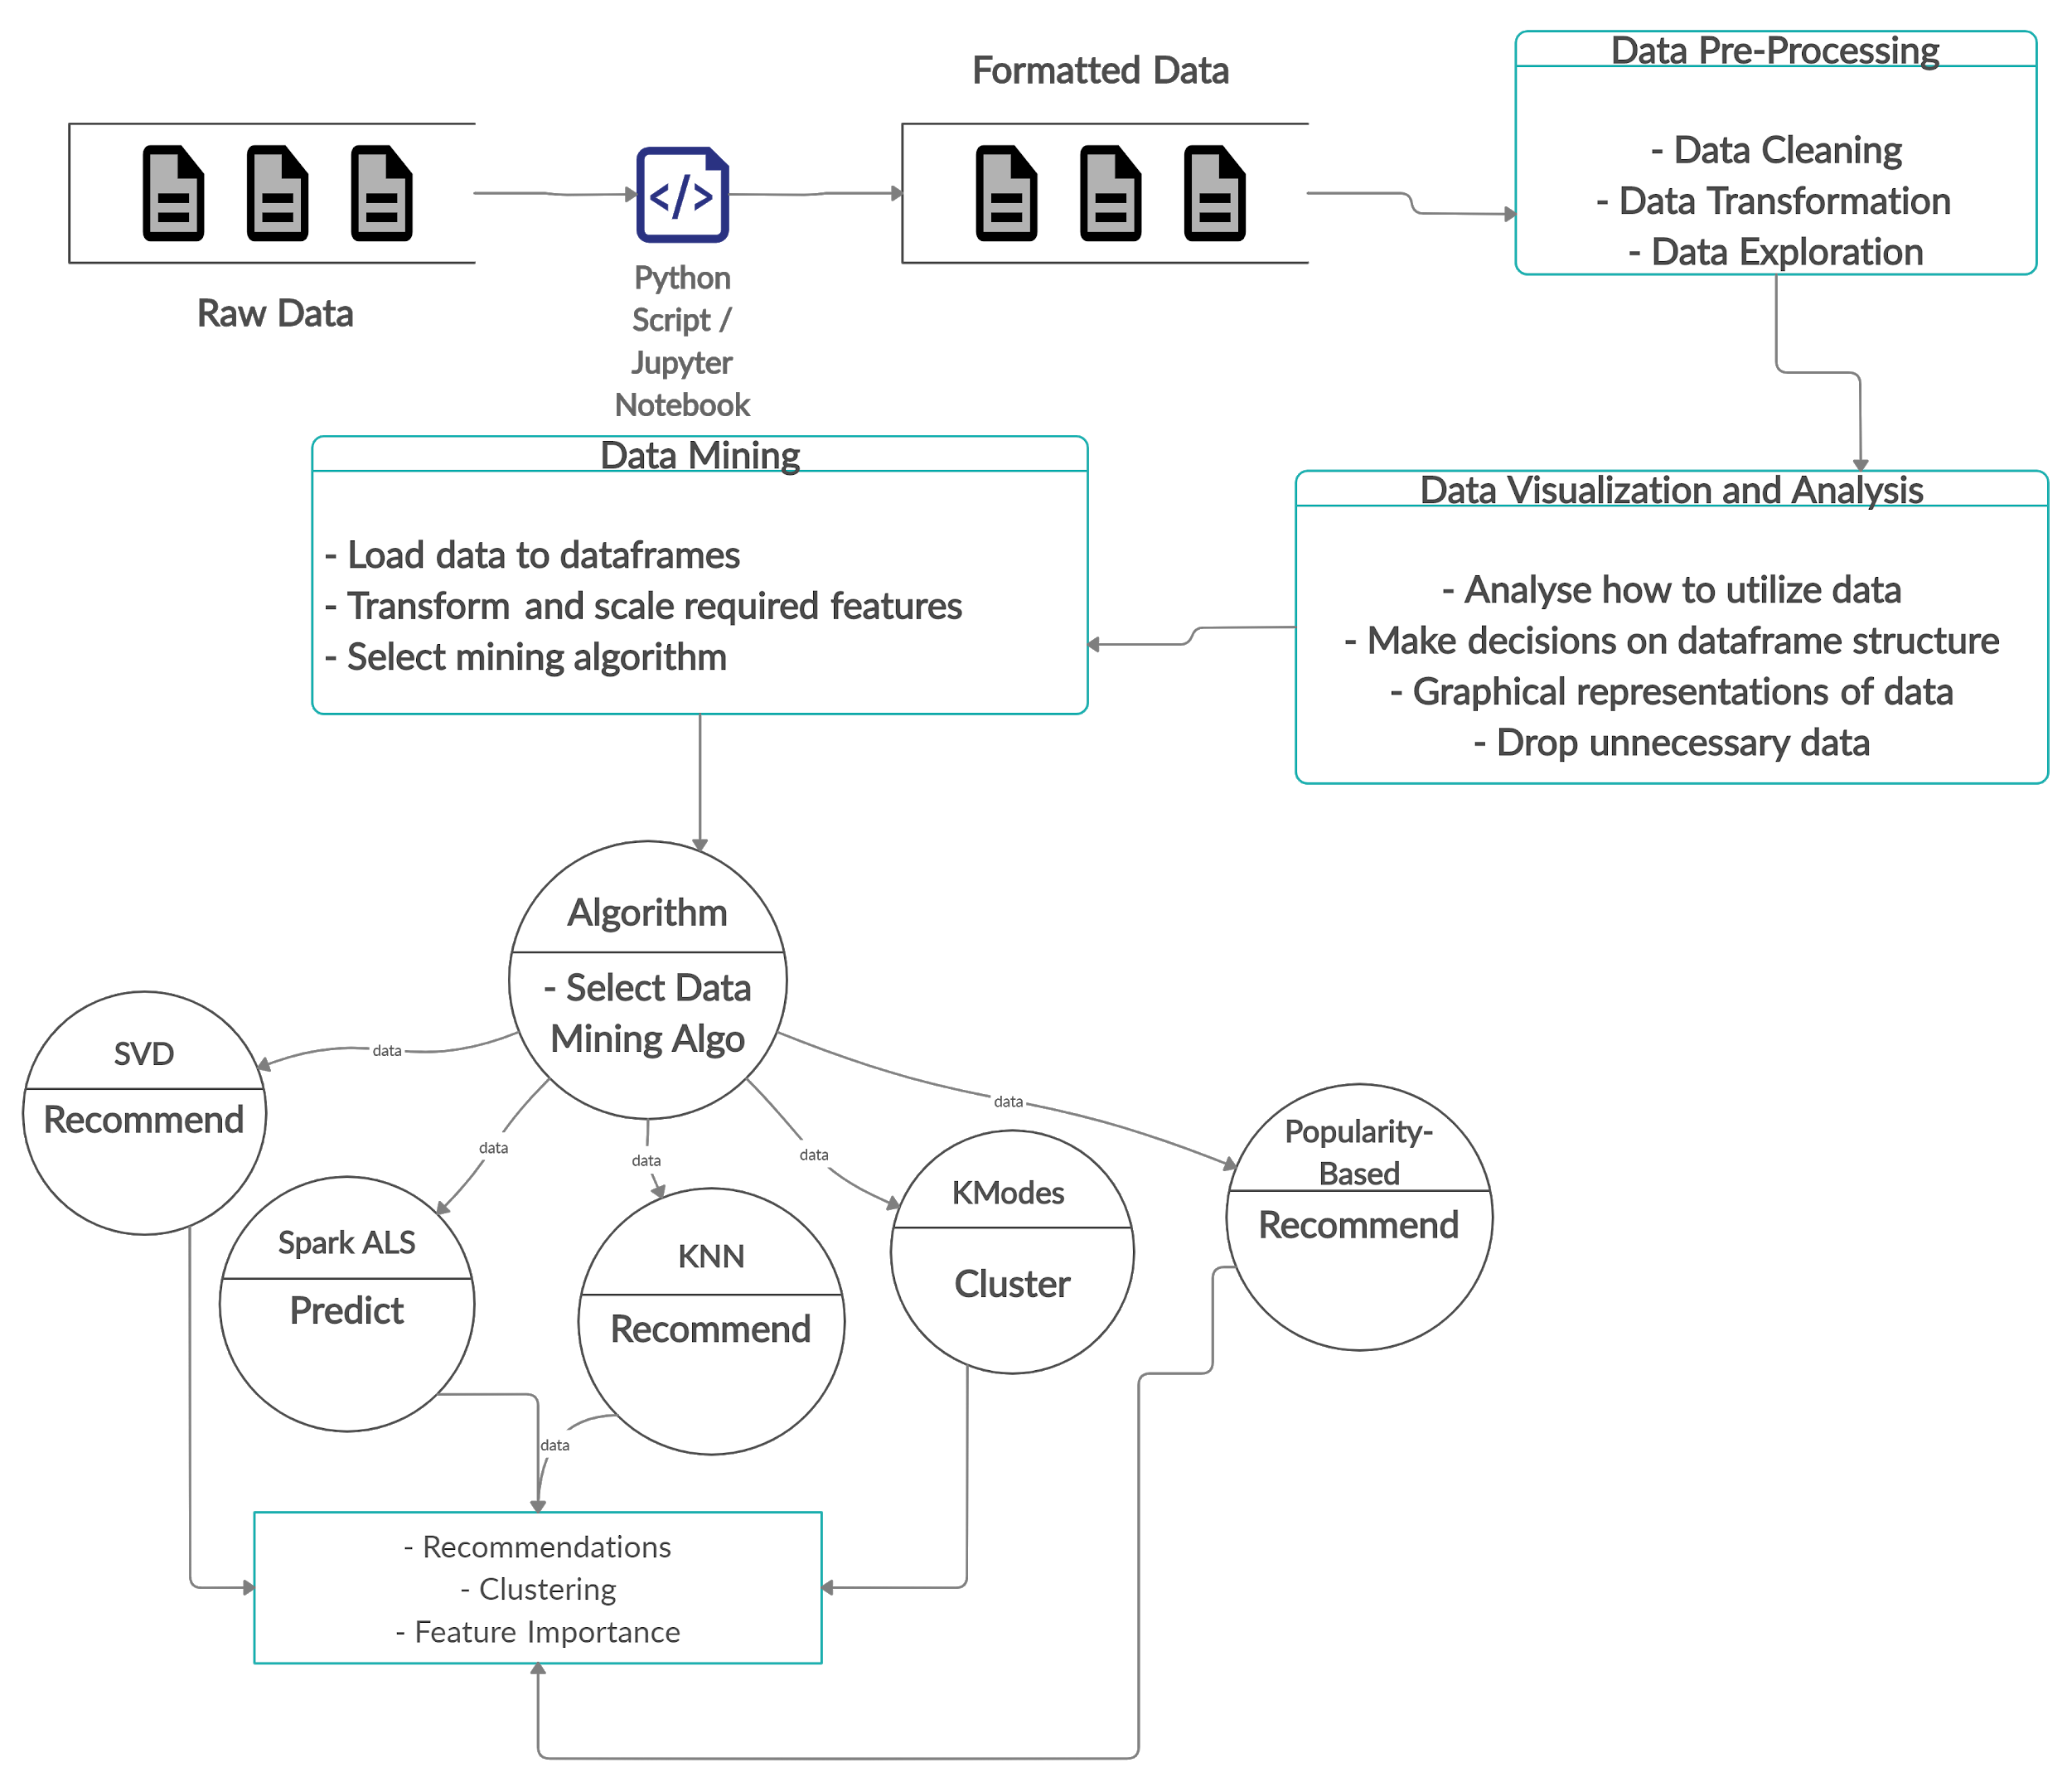 Formatted Data
Data Pre-Processing
- Data Cleaning
- Data Transformation
- Data Exploration
Raw Data
</>
Python
Script /
Jupyter
Notebook
Data Mining
- Load data to dataframes
- Transform and scale required features
- Select mining algorithm
Data Visualization and Analysis
- Analyse how to utilize data
- Make decisions on dataframe structure
- Graphical representations of data
- Drop unnecessary data
Algorithm
- Select Data
Mining Algo
data
data
data
data
data
SVD
Recommend
Spark ALS
Predict
KNN
Recommend
KModes
Cluster
Popularity-
Based
Recommend
data
- Recommendations
- Clustering
- Feature Importance